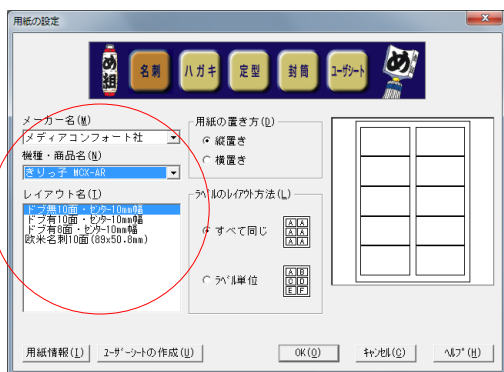 用紙の設定
め組
名刺
ハガキ
定型
封筒
ユーザシート
め
メーカー名(M)
メディアコンフォート社
機種・商品名(N)
きりっ子 MCX-AR
レイアウト名(I)
ドブ無10面・センター10mm幅
ドブ有10面・センター10mm幅
ドブ有8面・センター10mm幅
欧米名刺10面(89x50.8mm)
用紙の置き方(D)
縦置き
横置き
ラベルのレイアウト方法(L)
すべて同じ
A A
A A
A A
ラベル単位
A B
C D
E F
用紙情報(I)
ユーザーシートの作成(U)
OK(O)
キャンセル(C)
ヘルプ(H)